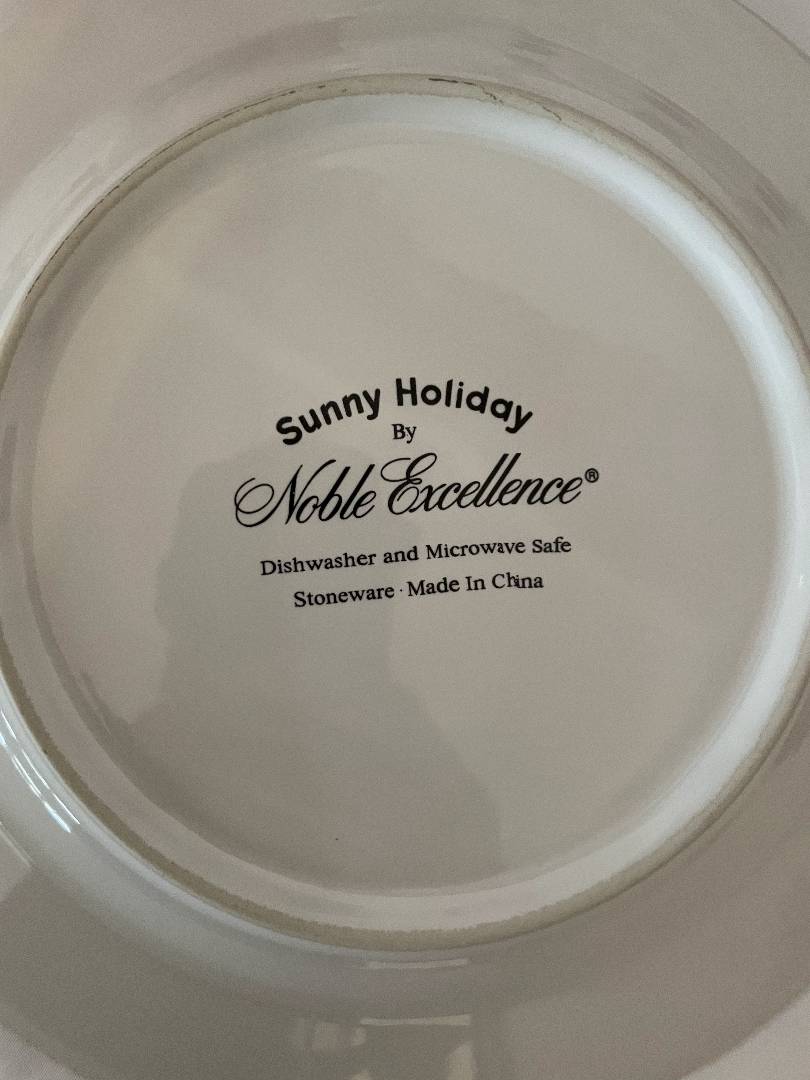 Sunny Holiday
By
Noble Excellence®
Dishwasher and Microwave Safe
Stoneware · Made In China